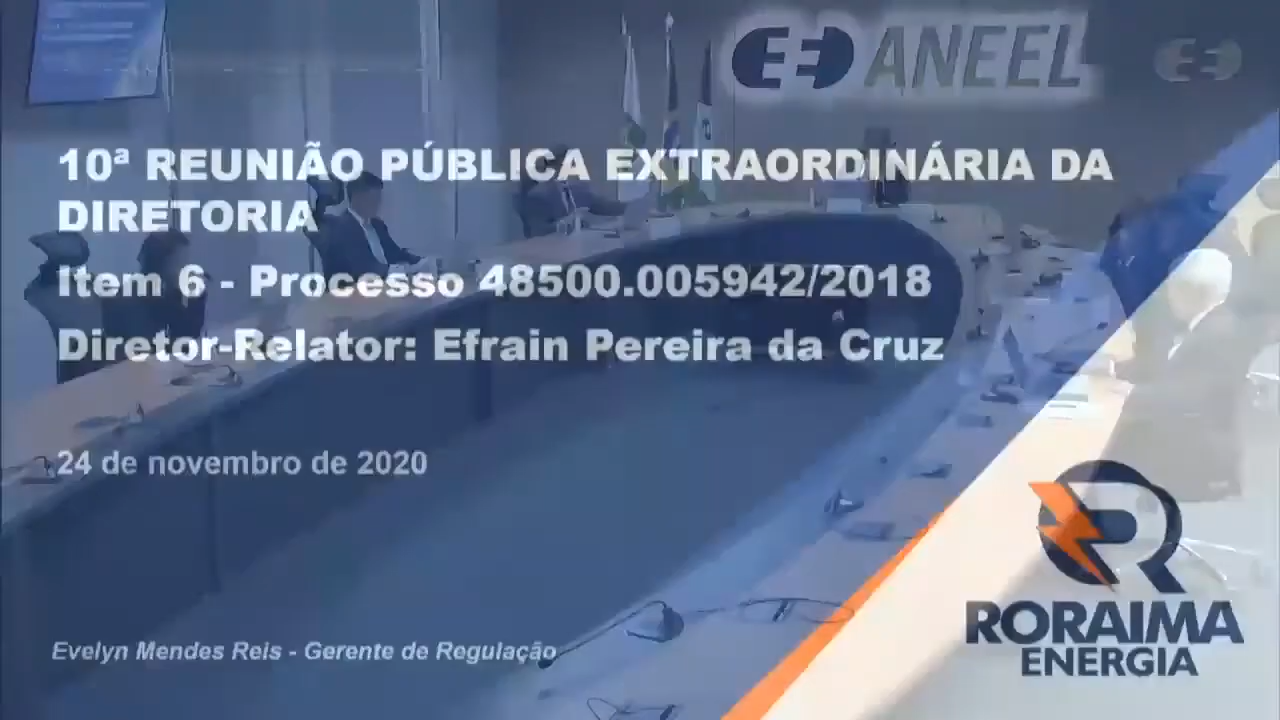 ANEEL
10ª REUNIÃO PÚBLICA EXTRAORDINÁRIA DA
DIRETORIA
Item 6 - Processo 48500.005942/2018
Diretor-Relator: Efrain Pereira da Cruz
24 de novembro de 2020
Evelyn Mendes Reis - Gerente de Regulação
RORAIMA
ENERGIA